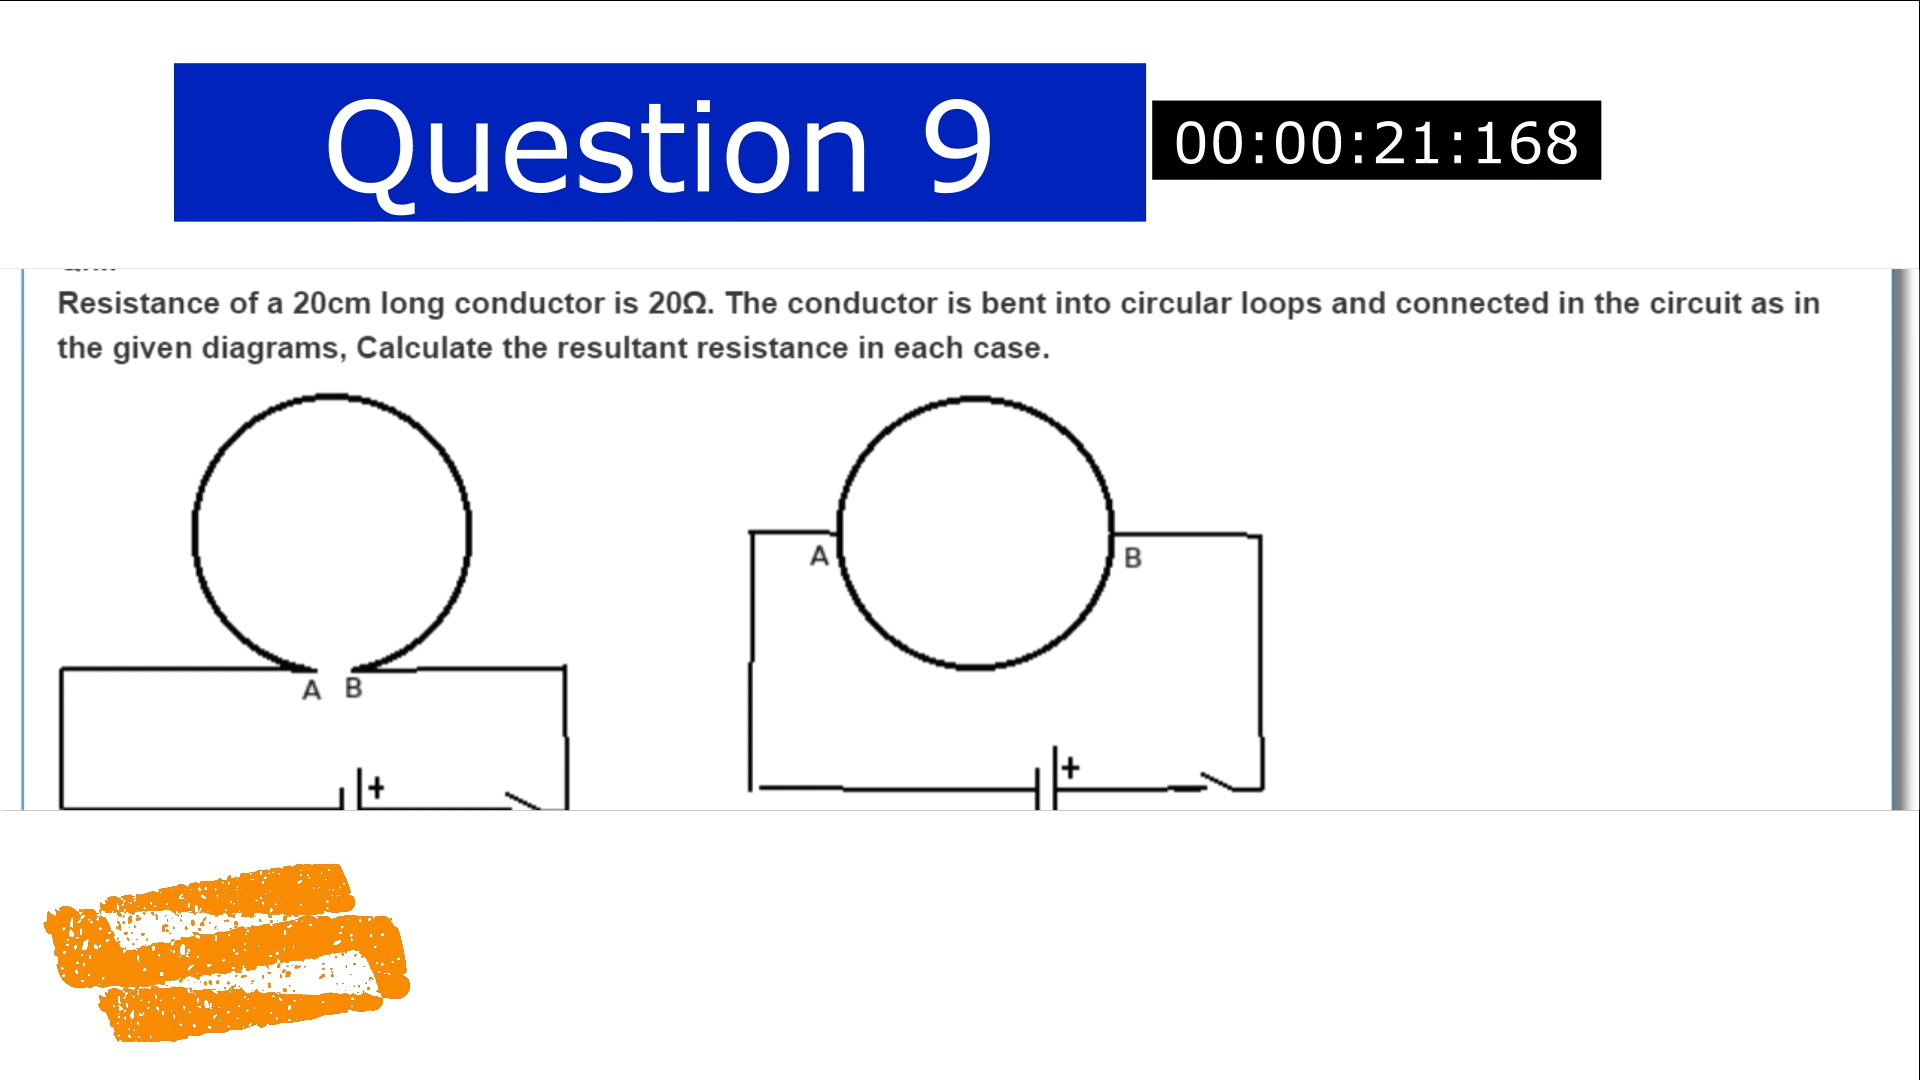 Question 9
00:00:21:168
Resistance of a 20cm long conductor is 20Ω. The conductor is bent into circular loops and connected in the circuit as in
the given diagrams, Calculate the resultant resistance in each case.
A B
+
A
B
+